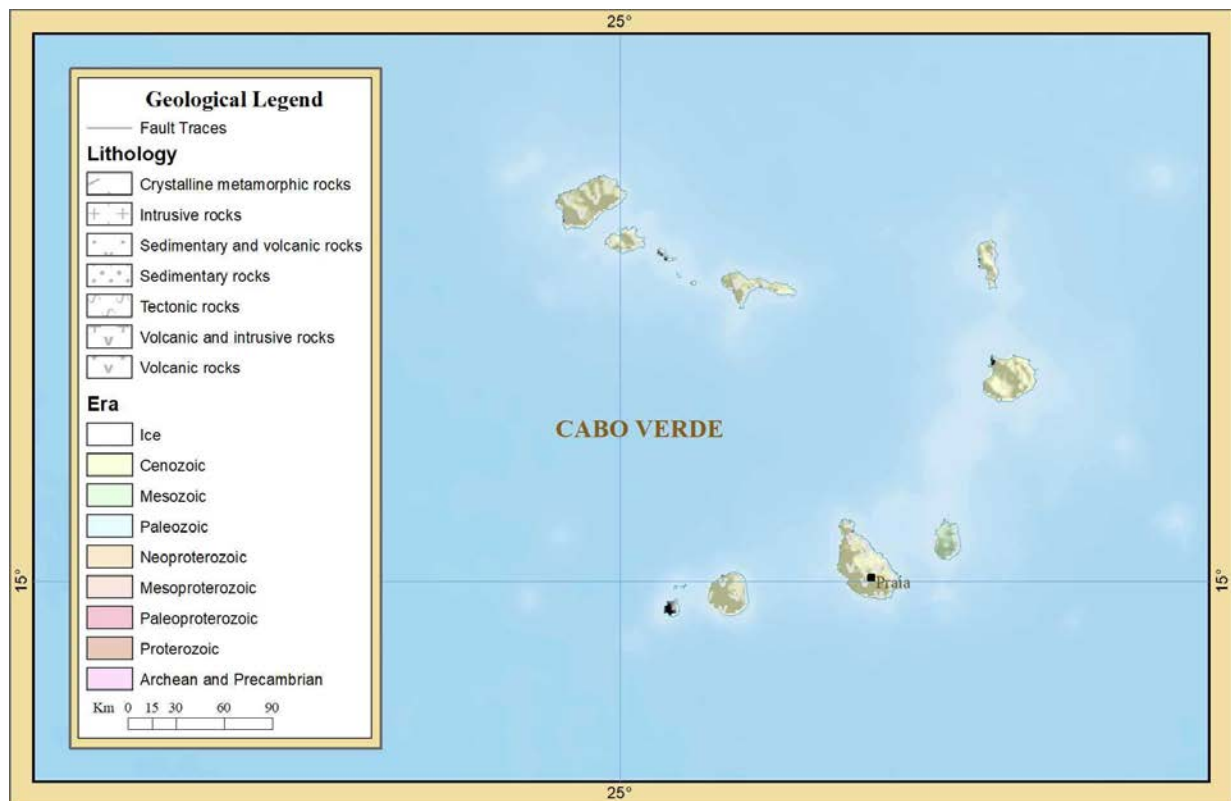 25°
Geological Legend
Fault Traces
Lithology
Crystalline metamorphic rocks
Intrusive rocks
Sedimentary and volcanic rocks
Sedimentary rocks
Tectonic rocks
Volcanic and intrusive rocks
Volcanic rocks
Era
Ice
Cenozoic
Mesozoic
Paleozoic
Neoproterozoic
Mesoproterozoic
Paleoproterozoic
Proterozoic
Archean and Precambrian
Km 0 15 30 60 90
CABO VERDE
Praia
15°
15°
25°